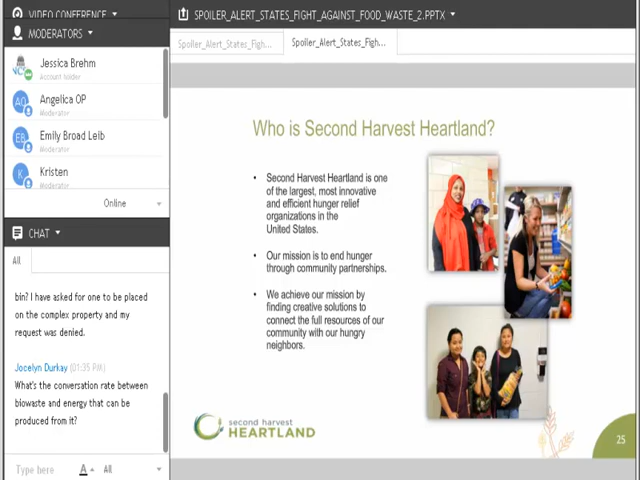 VIDEO CONFERENCE
MODERATORS
Jessica Brehm
Account holder
AO
Angelica OP
Moderator
EB
Emily Broad Leib
Moderator
K
Kristen
Moderator
Online
CHAT
All
bin? I have asked for one to be placed
on the complex property and my
request was denied.
Jocelyn Durkay (01:35 PM)
What's the conversation rate between
biowaste and energy that can be
produced from it?
Type here
A
All
SPOILER_ALERT_STATES_FIGHT_AGAINST_FOOD_WASTE_2.PPTX
Spoiler_Alert_States_Figh...
Spoiler_Alert_States_Figh...
Who is Second Harvest Heartland?
• Second Harvest Heartland is one
of the largest, most innovative
and efficient hunger relief
organizations in the
United States.
• Our mission is to end hunger
through community partnerships.
• We achieve our mission by
finding creative solutions to
connect the full resources of our
community with our hungry
neighbors.
second harvest
HEARTLAND
25